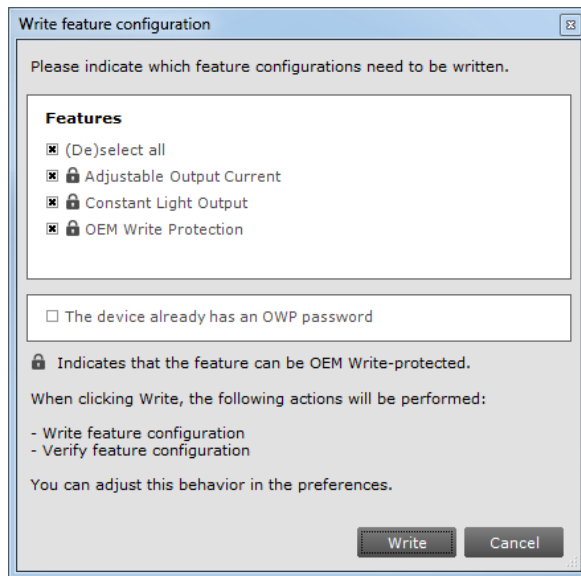 Write feature configuration
Please indicate which feature configurations need to be written.
Features
(De)select all
Adjustable Output Current
Constant Light Output
OEM Write Protection
The device already has an OWP password
Indicates that the feature can be OEM Write-protected.
When clicking Write, the following actions will be performed:
- Write feature configuration
- Verify feature configuration
You can adjust this behavior in the preferences.
Write Cancel